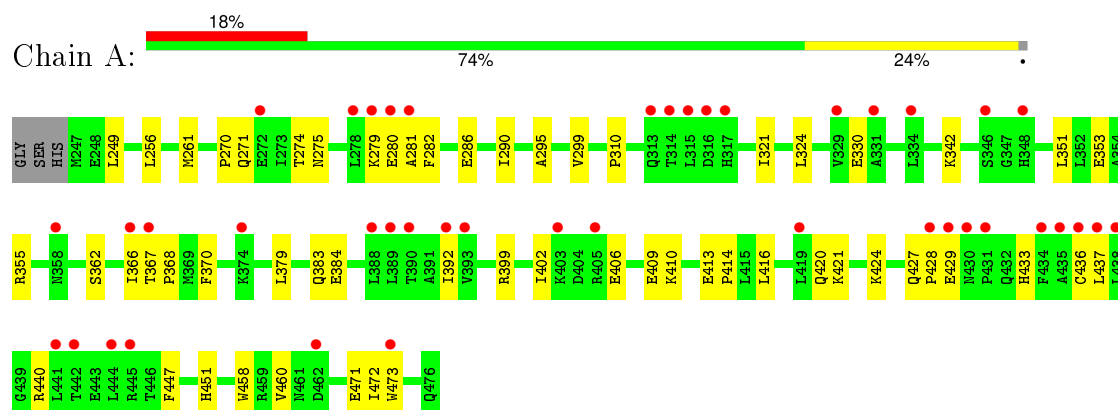 18%
Chain A:
74%
24%
•
GLY SER HIS M247 E248 L249 L256 M261 P270 Q271 E272 I273 T274 N275 L278 K279 E280 A281 F282 E286 I290 A295 V299 P310 Q313 T314 L315 D316 H317 I321 L324 V329 E330 A331 L334 K342 S346 G347 H348 L351 L352 E353 A354
R355 N358 S362 I366 T367 P368 M369 F370 K374 L379 Q383 E384 L388 L389 T390 A391 I392 V393 R399 I402 K403 D404 R405 E406 E409 K410 E413 P414 L415 L416 L419 Q420 K421 K424 Q427 P428 E429 N430 P431 Q432 H433 F434 A435 C436 L437 L438
G439 R440 L441 T442 E443 L444 R445 T446 F447 H451 W458 R459 V460 N461 D462 E471 I472 W473 Q476